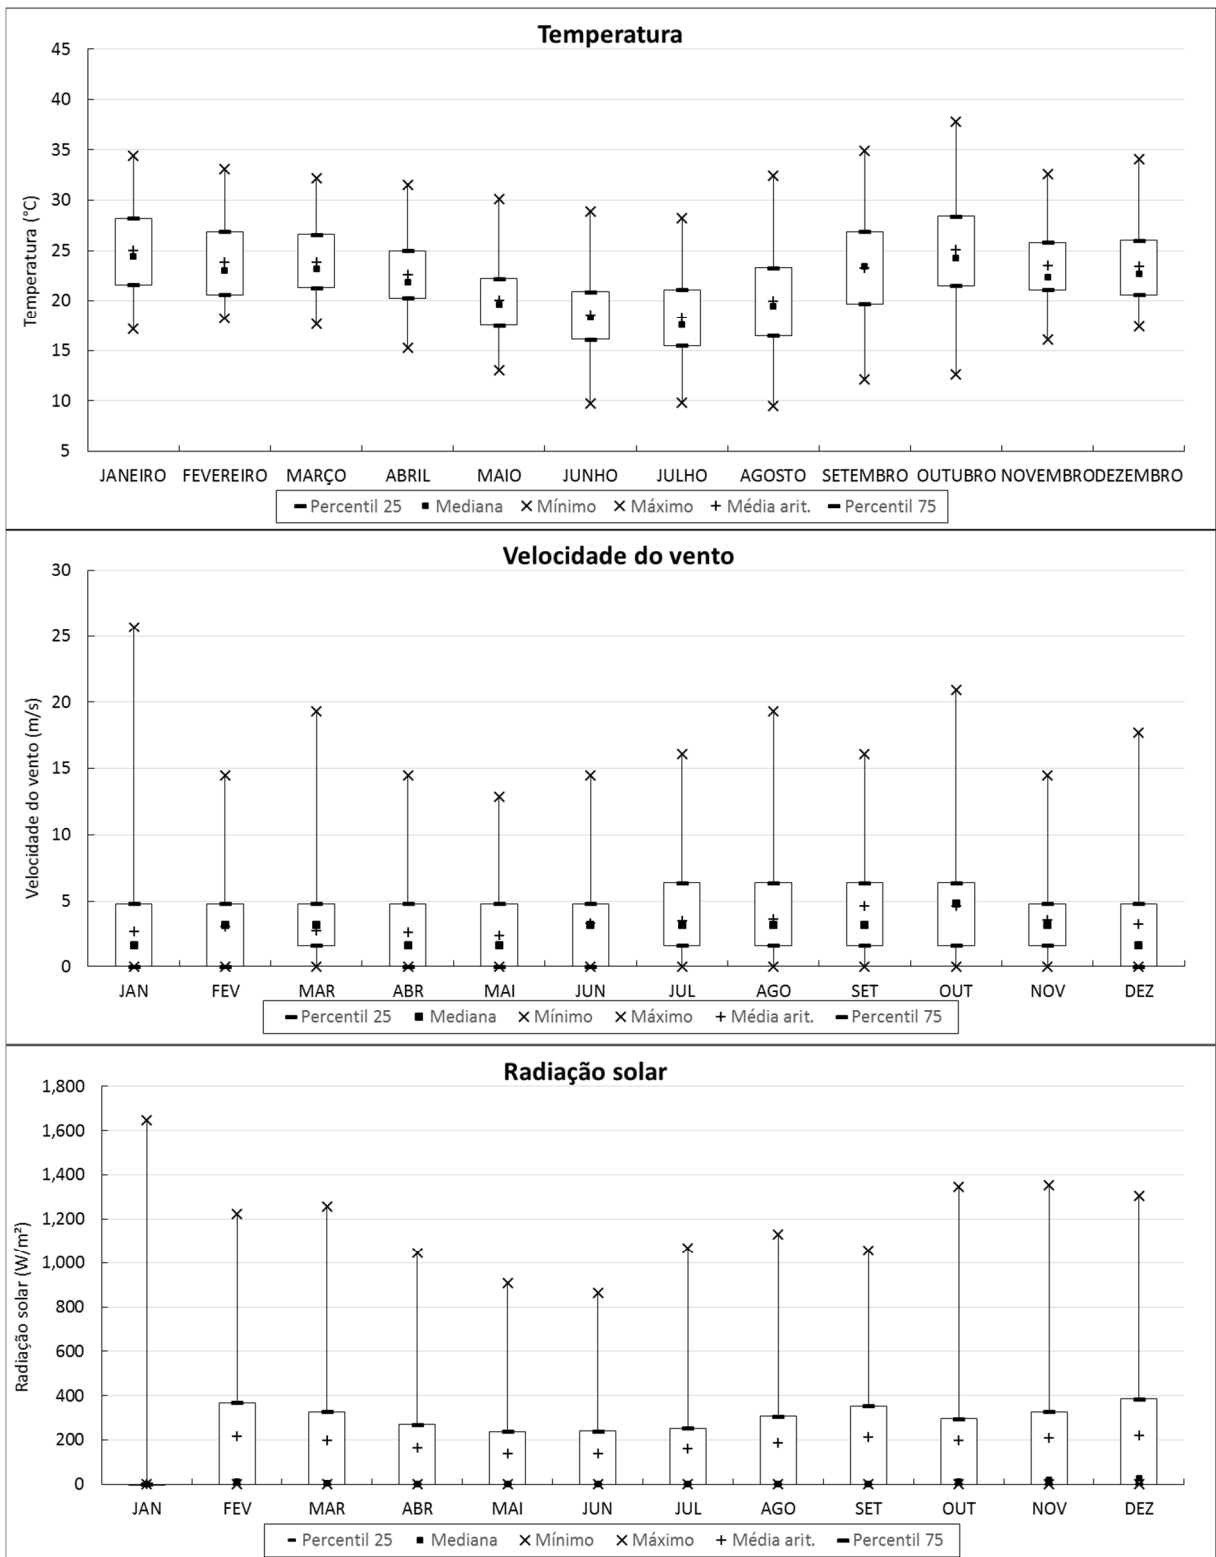 Temperatura
45
40
35
30
25
20
15
10
5
Temperatura (°C)
JANEIRO FEVEREIRO MARÇO ABRIL MAIO JUNHO JULHO AGOSTO SETEMBRO OUTUBRO NOVEMBRO DEZEMBRO
Percentil 25 Mediana Mínimo Máximo Média arit. Percentil 75
Velocidade do vento
30
25
20
15
10
5
0
Velocidade do vento (m/s)
JAN FEV MAR ABR MAI JUN JUL AGO SET OUT NOV DEZ
Percentil 25 Mediana Mínimo Máximo Média arit. Percentil 75
Radiação solar
1,800
1,600
1,400
1,200
1,000
800
600
400
200
0
Radiação solar (W/m²)
JAN FEV MAR ABR MAI JUN JUL AGO SET OUT NOV DEZ
Percentil 25 Mediana Mínimo Máximo Média arit. Percentil 75